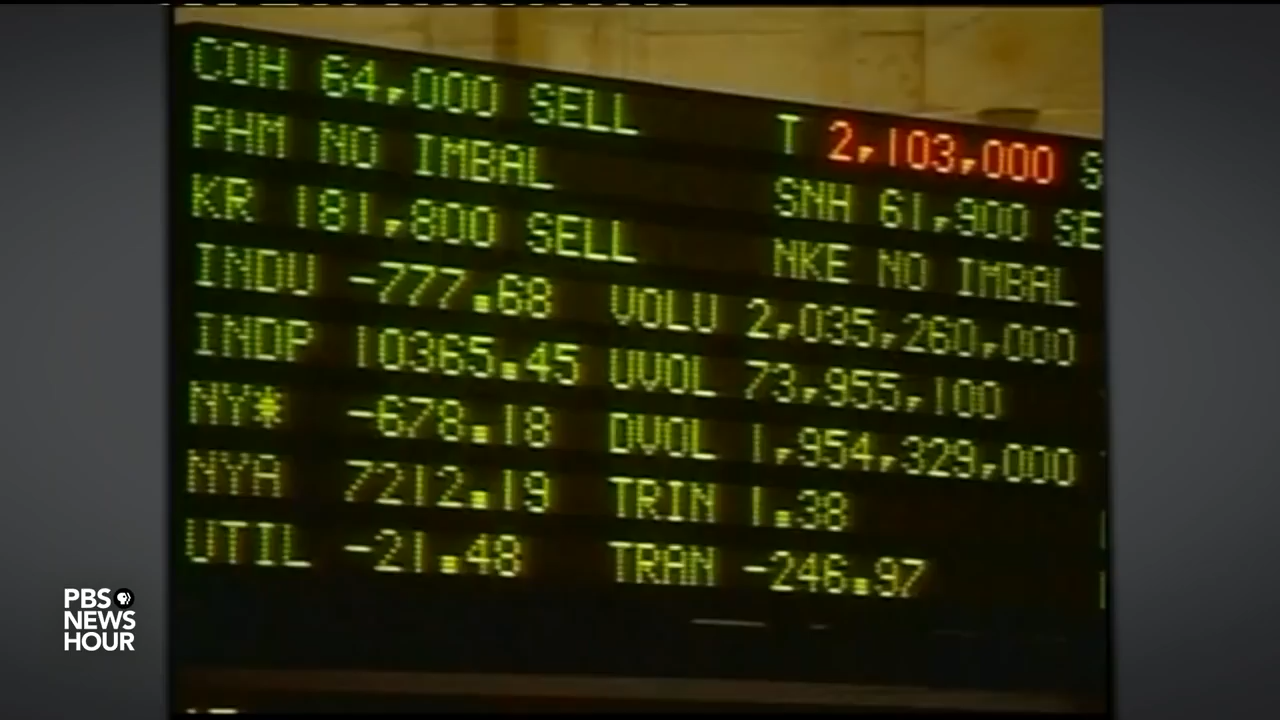 COH 64,000 SELL
T 2,103,000 S
PHM NO IMBAL
SNH 61,900 SE
KR 181,800 SELL
NKE NO IMBAL
INDU -777.68 VOLU 2,035,260,000
INDP 10365.45 UVOL 73,955,100
NY* -678.18 DVOL 1,954,329,000
NYA 7212.19 TRIN 1.38
UTIL -21.48 TRAN -246.97
PBS
NEWS
HOUR